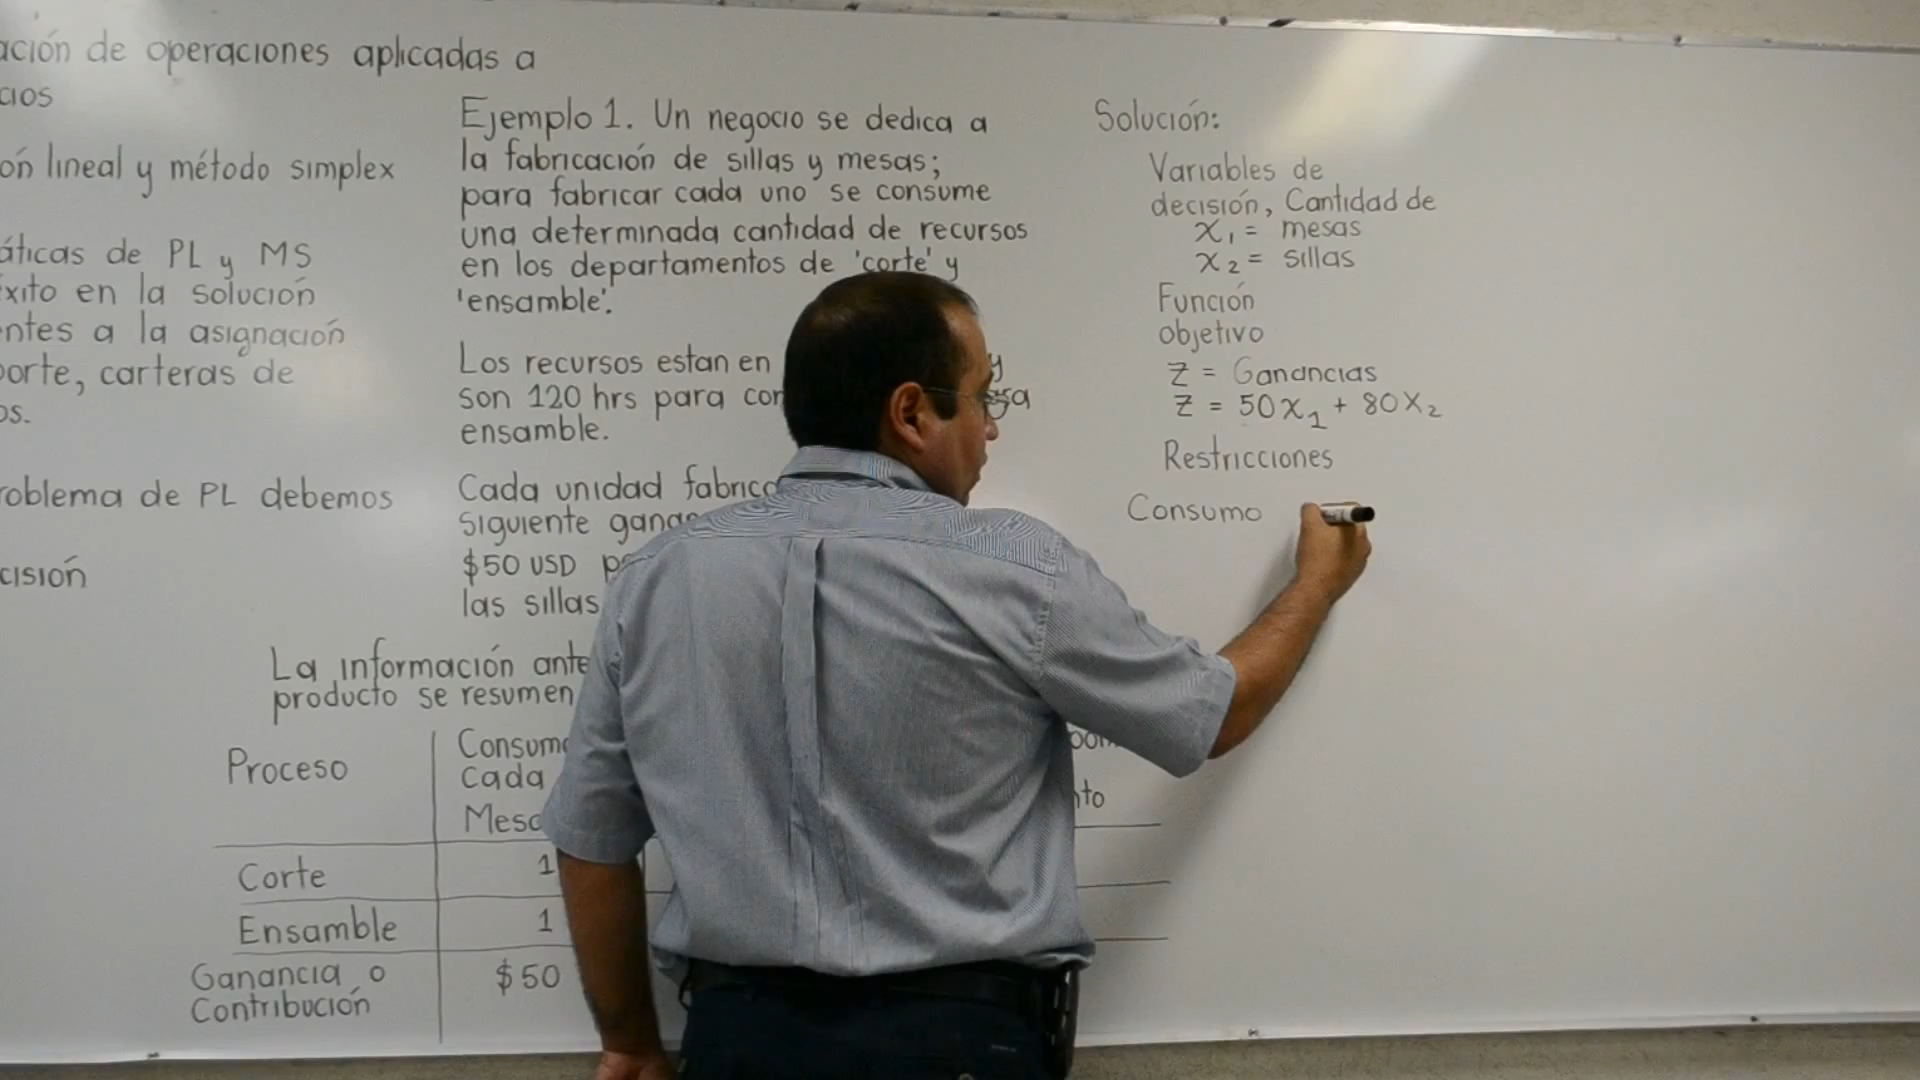 ación de operaciones aplicadas a
cios
ón lineal y método simplex
áticas de PL y MS
éxito en la solución
entes a la asignación
porte, carteras de
os.
roblema de PL debemos
cisión
Ejemplo 1. Un negocio se dedica a
la fabricación de sillas y mesas;
para fabricar cada uno se consume
una determinada cantidad de recursos
en los departamentos de 'corte' y
'ensamble'.
Los recursos estan en y
son 120 hrs para cor
ensamble.
Cada unidad fabrica
siguiente gana
$50 USD p
las sillas
La información ante
producto se resumen
Proceso
Consumo
cada
Mesa
nto
Corte 1
Ensamble 1
Ganancia o
Contribución
$50
Solución:
Variables de
decisión, Cantidad de
x1 = mesas
x2 = sillas
Función
objetivo
Z = Ganancias
Z = 50x1 + 80x2
Restricciones
Consumo